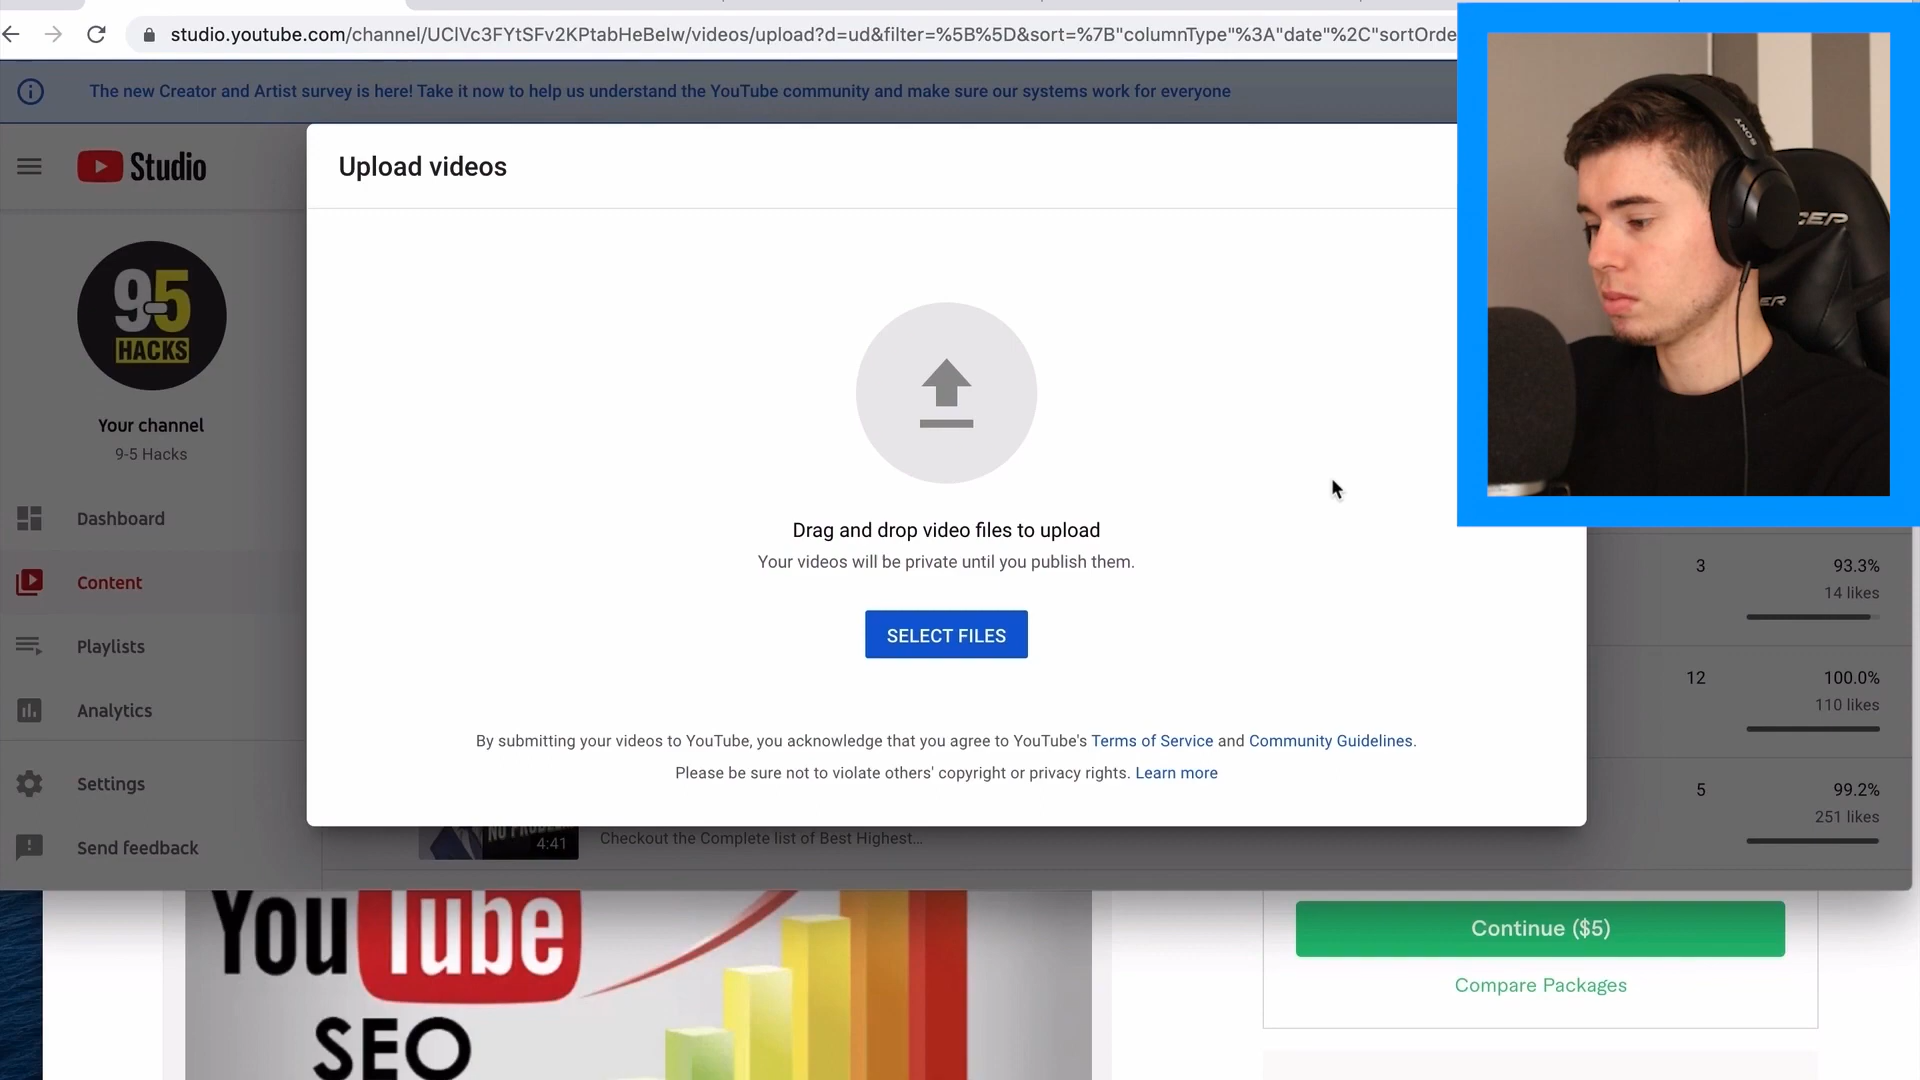 studio.youtube.com/channel/UClVc3FYtSFv2KPtabHeBeIw/videos/upload?d=ud&filter=%5B%5D&sort=%7B"columnType"%3A"date"%2C"sortOrde
The new Creator and Artist survey is here! Take it now to help us understand the YouTube community and make sure our systems work for everyone
Studio
Upload videos
SONY
9-5
HACKS
Your channel
9-5 Hacks
Dashboard
Content
Playlists
Analytics
Settings
Send feedback
Drag and drop video files to upload
Your videos will be private until you publish them.
SELECT FILES
By submitting your videos to YouTube, you acknowledge that you agree to YouTube's Terms of Service and Community Guidelines.
Please be sure not to violate others' copyright or privacy rights. Learn more
3 93.3%
14 likes
12 100.0%
110 likes
5 99.2%
251 likes
4:41
Checkout the Complete list of Best Highest...
YouTube
SEO
Continue ($5)
Compare Packages